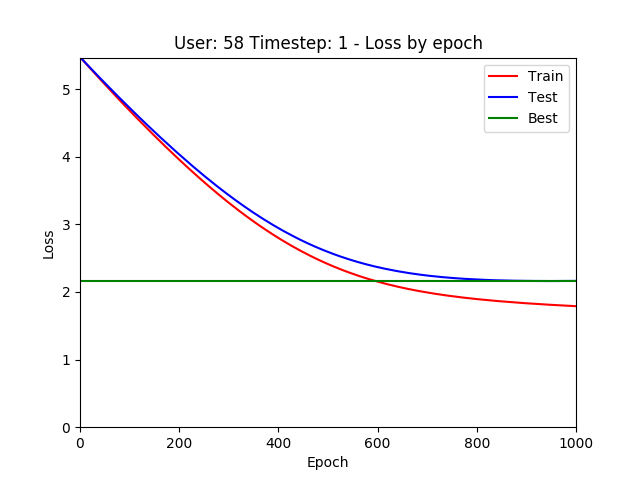 User: 58 Timestep: 1 - Loss by epoch
Train
Test
Best
Loss
5
4
3
2
1
0
0 200 400 600 800 1000
Epoch